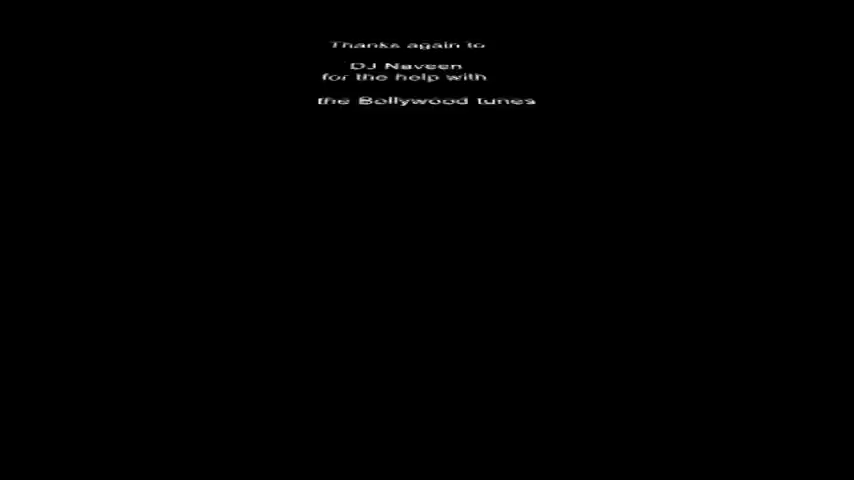 Thanks again to
DJ Naveen
for the help with
the Bollywood tunes